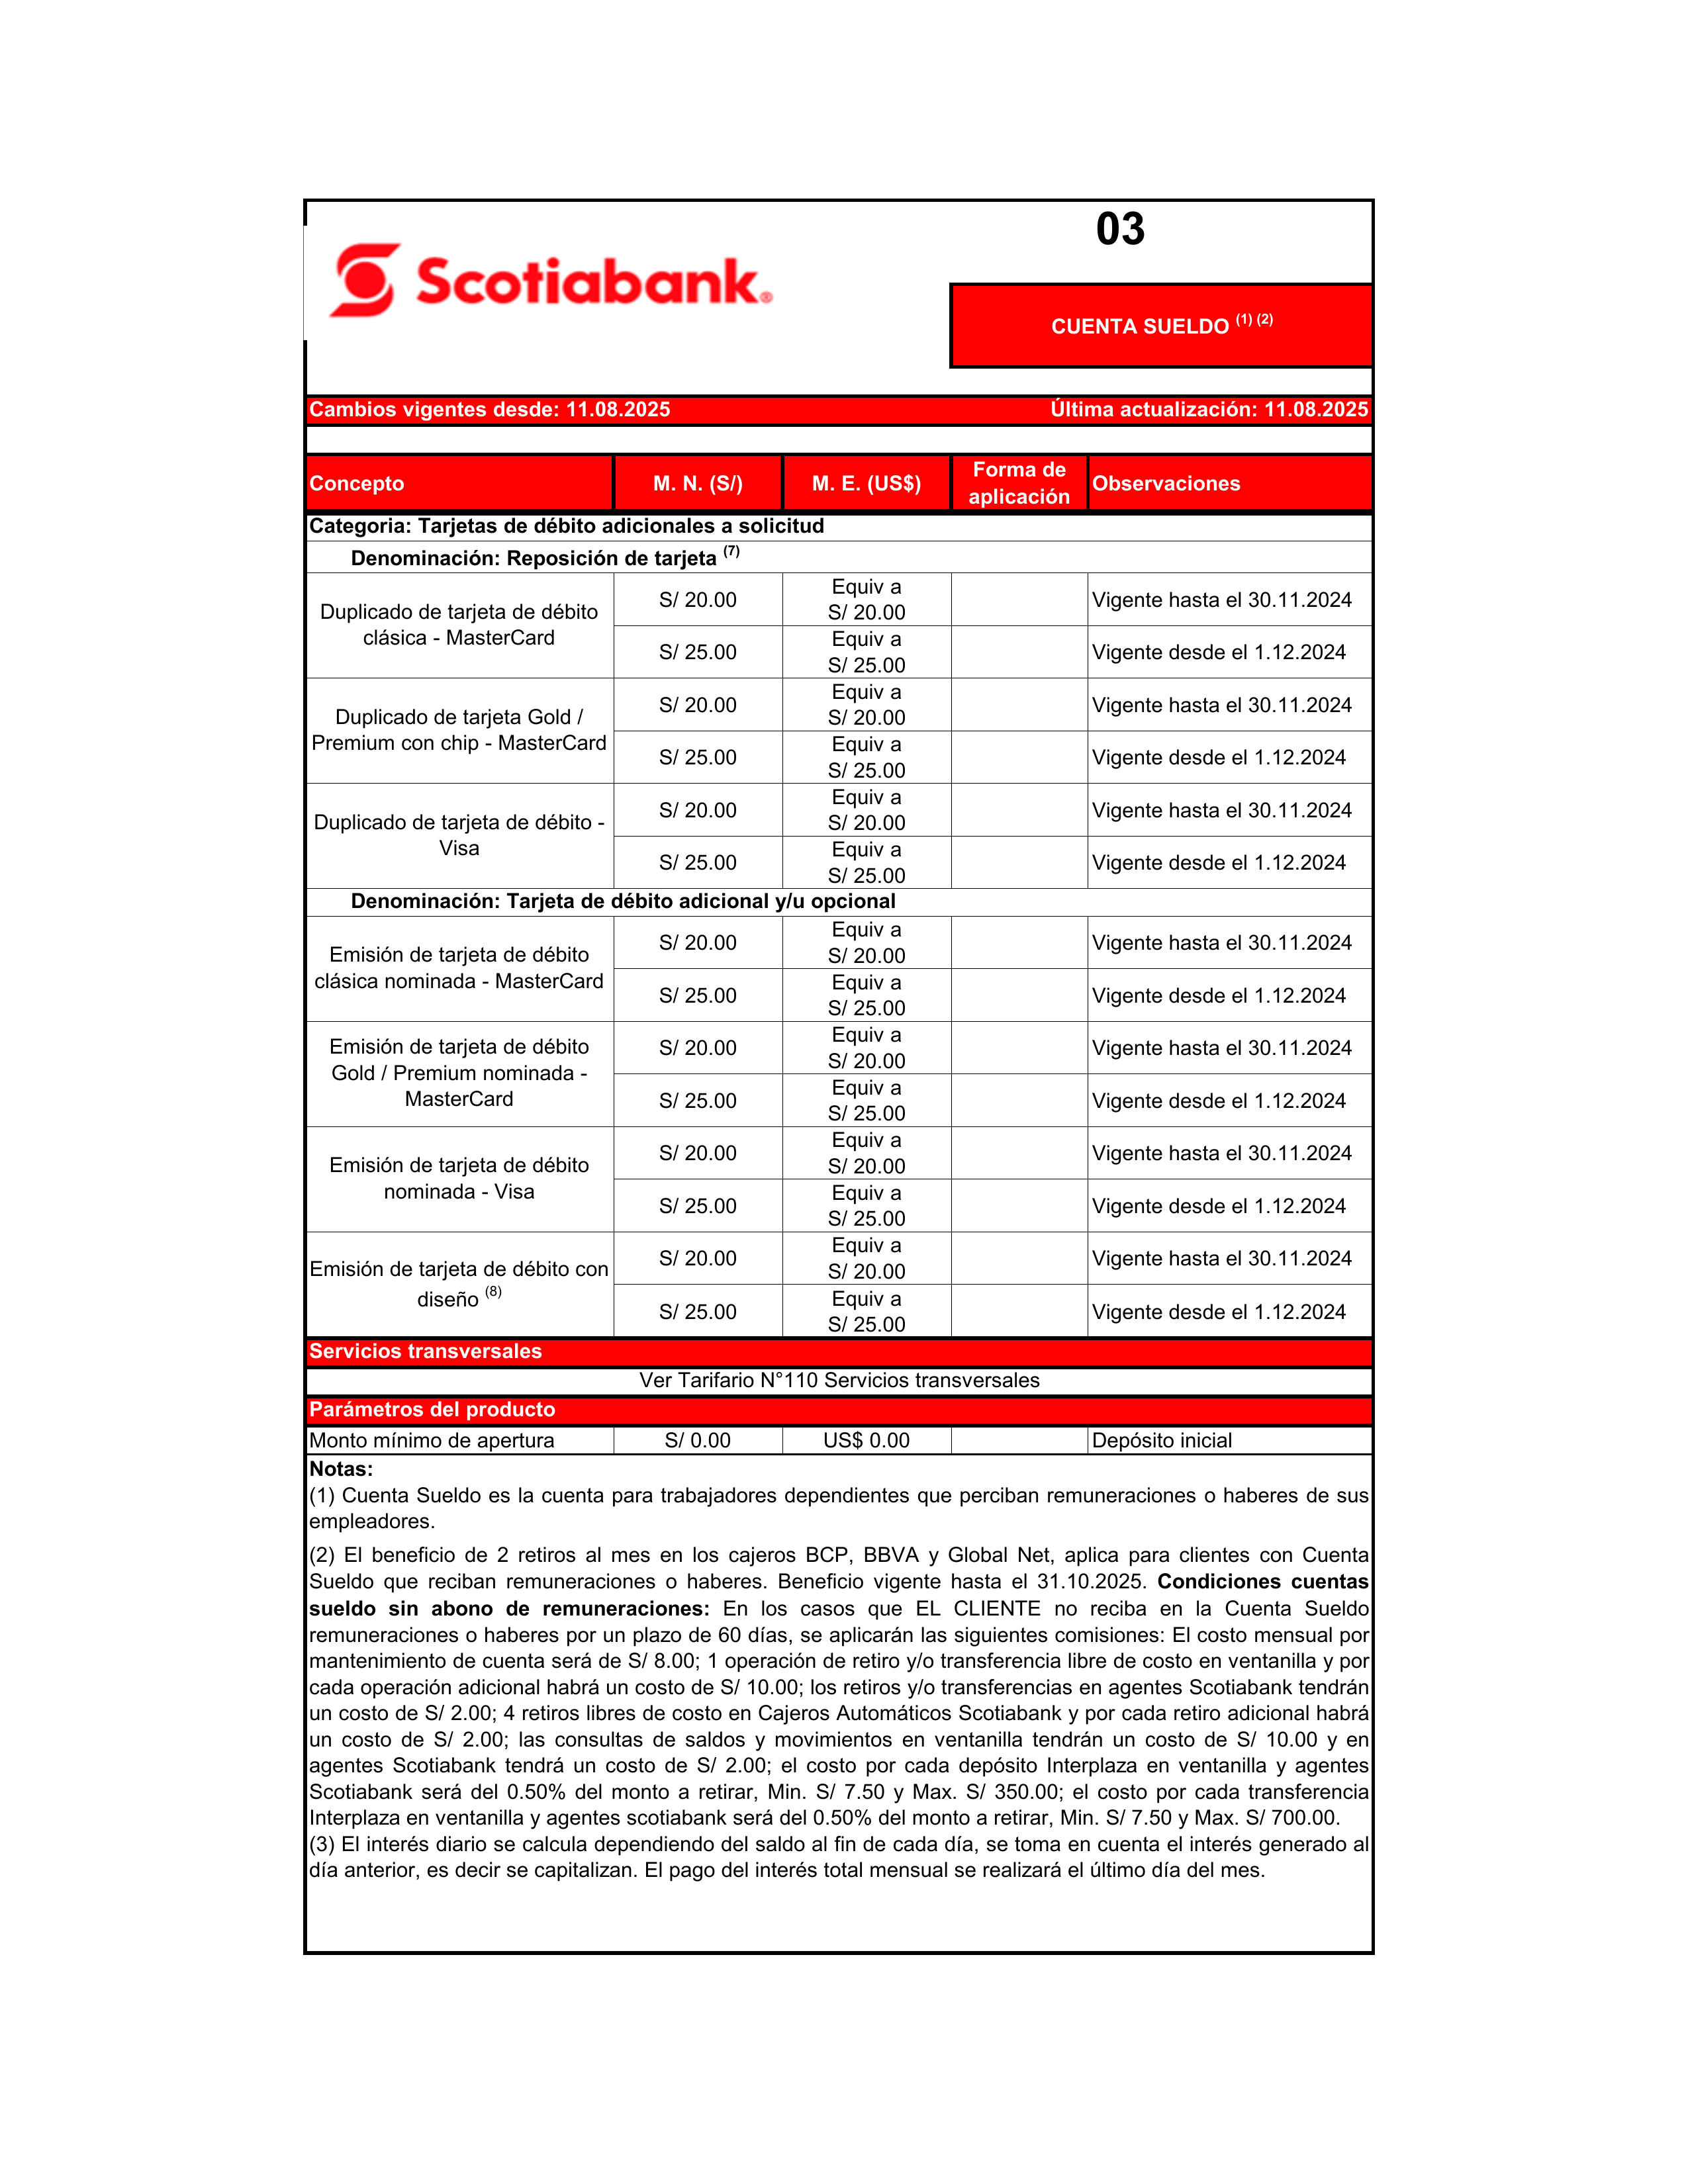 03
Scotiabank®
CUENTA SUELDO (1) (2)
Cambios vigentes desde: 11.08.2025 Última actualización: 11.08.2025
Concepto M. N. (S/) M. E. (US$) Forma de aplicación Observaciones
Categoria: Tarjetas de débito adicionales a solicitud
Denominación: Reposición de tarjeta (7)
Duplicado de tarjeta de débito
clásica - MasterCard
S/ 20.00 Equiv a S/ 20.00 Vigente hasta el 30.11.2024
S/ 25.00 Equiv a S/ 25.00 Vigente desde el 1.12.2024
Duplicado de tarjeta Gold /
Premium con chip - MasterCard
S/ 20.00 Equiv a S/ 20.00 Vigente hasta el 30.11.2024
S/ 25.00 Equiv a S/ 25.00 Vigente desde el 1.12.2024
Duplicado de tarjeta de débito -
Visa
S/ 20.00 Equiv a S/ 20.00 Vigente hasta el 30.11.2024
S/ 25.00 Equiv a S/ 25.00 Vigente desde el 1.12.2024
Denominación: Tarjeta de débito adicional y/u opcional
Emisión de tarjeta de débito
clásica nominada - MasterCard
S/ 20.00 Equiv a S/ 20.00 Vigente hasta el 30.11.2024
S/ 25.00 Equiv a S/ 25.00 Vigente desde el 1.12.2024
Emisión de tarjeta de débito
Gold / Premium nominada -
MasterCard
S/ 20.00 Equiv a S/ 20.00 Vigente hasta el 30.11.2024
S/ 25.00 Equiv a S/ 25.00 Vigente desde el 1.12.2024
Emisión de tarjeta de débito
nominada - Visa
S/ 20.00 Equiv a S/ 20.00 Vigente hasta el 30.11.2024
S/ 25.00 Equiv a S/ 25.00 Vigente desde el 1.12.2024
Emisión de tarjeta de débito con
diseño (8)
S/ 20.00 Equiv a S/ 20.00 Vigente hasta el 30.11.2024
S/ 25.00 Equiv a S/ 25.00 Vigente desde el 1.12.2024
Servicios transversales
Ver Tarifario N°110 Servicios transversales
Parámetros del producto
Monto mínimo de apertura S/ 0.00 US$ 0.00 Depósito inicial
Notas:
(1) Cuenta Sueldo es la cuenta para trabajadores dependientes que perciban remuneraciones o haberes de sus
empleadores.
(2) El beneficio de 2 retiros al mes en los cajeros BCP, BBVA y Global Net, aplica para clientes con Cuenta
Sueldo que reciban remuneraciones o haberes. Beneficio vigente hasta el 31.10.2025. Condiciones cuentas
sueldo sin abono de remuneraciones: En los casos que EL CLIENTE no reciba en la Cuenta Sueldo
remuneraciones o haberes por un plazo de 60 días, se aplicarán las siguientes comisiones: El costo mensual por
mantenimiento de cuenta será de S/ 8.00; 1 operación de retiro y/o transferencia libre de costo en ventanilla y por
cada operación adicional habrá un costo de S/ 10.00; los retiros y/o transferencias en agentes Scotiabank tendrán
un costo de S/ 2.00; 4 retiros libres de costo en Cajeros Automáticos Scotiabank y por cada retiro adicional habrá
un costo de S/ 2.00; las consultas de saldos y movimientos en ventanilla tendrán un costo de S/ 10.00 y en
agentes Scotiabank tendrá un costo de S/ 2.00; el costo por cada depósito Interplaza en ventanilla y agentes
Scotiabank será del 0.50% del monto a retirar, Min. S/ 7.50 y Max. S/ 350.00; el costo por cada transferencia
Interplaza en ventanilla y agentes scotiabank será del 0.50% del monto a retirar, Min. S/ 7.50 y Max. S/ 700.00.
(3) El interés diario se calcula dependiendo del saldo al fin de cada día, se toma en cuenta el interés generado al
día anterior, es decir se capitalizan. El pago del interés total mensual se realizará el último día del mes.